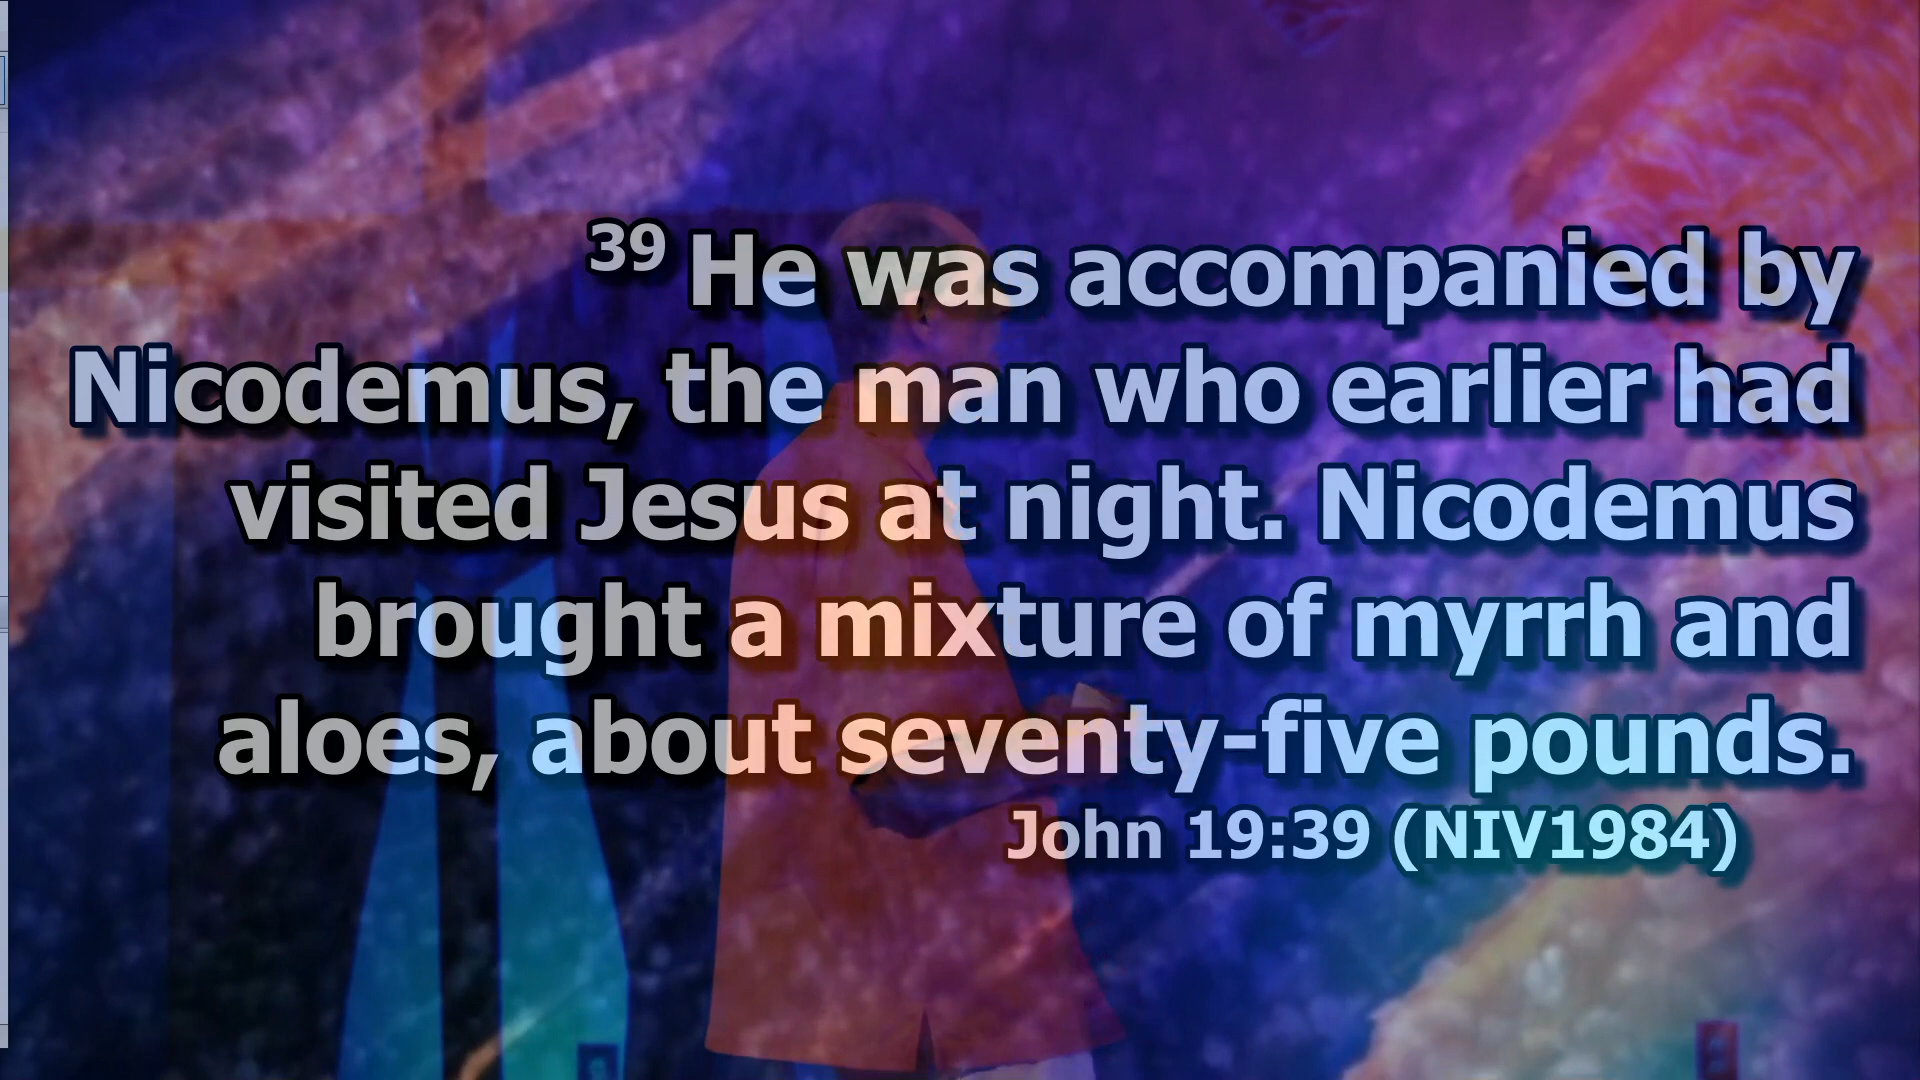 39 He was accompanied by
Nicodemus, the man who earlier had
visited Jesus at night. Nicodemus
brought a mixture of myrrh and
aloes, about seventy-five pounds.
John 19:39 (NIV1984)